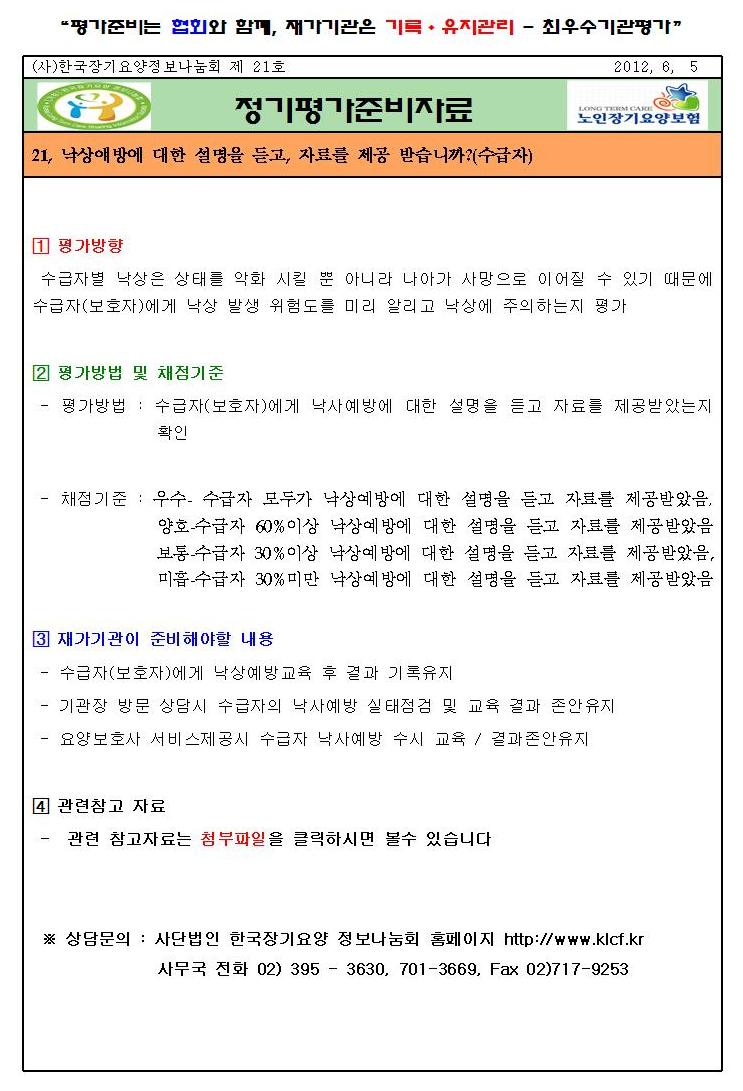 “평가준비는 협회와 함께, 재가기관은 기록·유지관리 - 최우수기관평가”
(사)한국장기요양정보나눔회 제 21호 2012, 6, 5
정기평가준비자료
LONG TERM CARE
노인장기요양보험
21, 낙상애방에 대한 설명을 듣고, 자료를 제공 받습니까?(수급자)
1 평가방향
수급자별 낙상은 상태를 악화 시킬 뿐 아니라 나아가 사망으로 이어질 수 있기 때문에
수급자(보호자)에게 낙상 발생 위험도를 미리 알리고 낙상에 주의하는지 평가
2 평가방법 및 채점기준
- 평가방법 : 수급자(보호자)에게 낙사예방에 대한 설명을 듣고 자료를 제공받았는지
확인
- 채점기준 : 우수- 수급자 모두가 낙상예방에 대한 설명을 듣고 자료를 제공받았음.
양호-수급자 60%이상 낙상예방에 대한 설명을 듣고 자료를 제공받았음
보통-수급자 30%이상 낙상예방에 대한 설명을 듣고 자료를 제공받았음,
미흡-수급자 30%미만 낙상예방에 대한 설명을 듣고 자료를 제공받았음
3 재가기관이 준비해야할 내용
- 수급자(보호자)에게 낙상예방교육 후 결과 기록유지
- 기관장 방문 상담시 수급자의 낙사예방 실태점검 및 교육 결과 존안유지
- 요양보호사 서비스제공시 수급자 낙사예방 수시 교육 / 결과존안유지
4 관련참고 자료
- 관련 참고자료는 첨부파일을 클릭하시면 볼수 있습니다
※ 상담문의 : 사단법인 한국장기요양 정보나눔회 홈페이지 http://www.klcf.kr
사무국 전화 02) 395 - 3630, 701-3669, Fax 02)717-9253